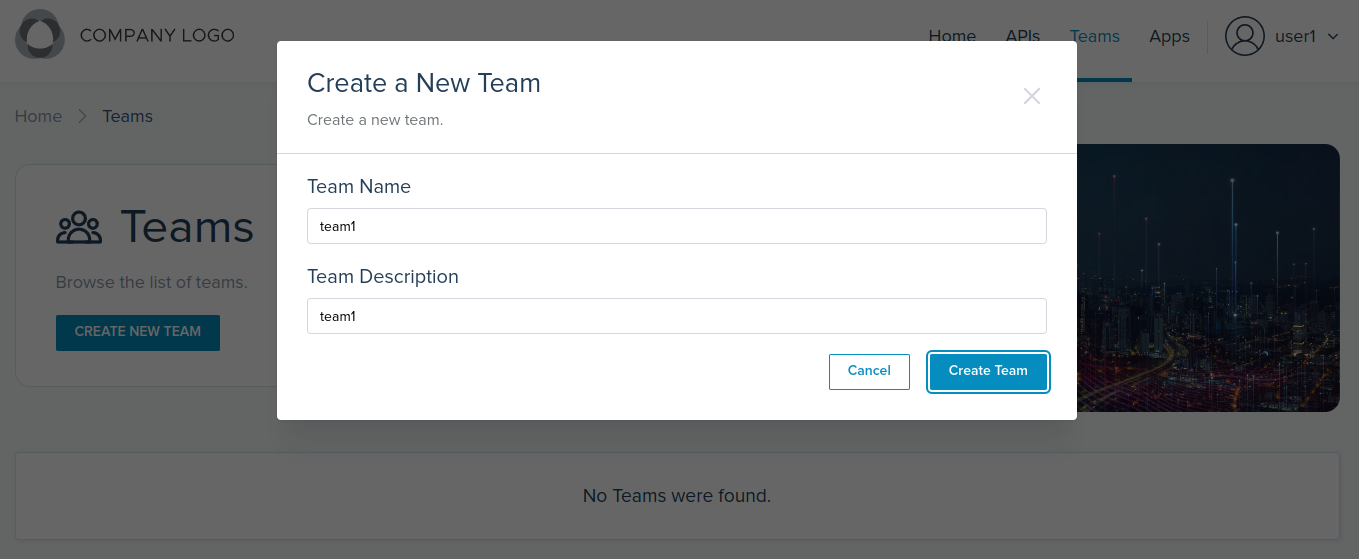 COMPANY LOGO
Home APIs Teams Apps user1
Home Teams
Create a New Team
Create a new team.
Team Name
team1
Team Description
team1
Cancel Create Team
Teams
Browse the list of teams.
CREATE NEW TEAM
No Teams were found.